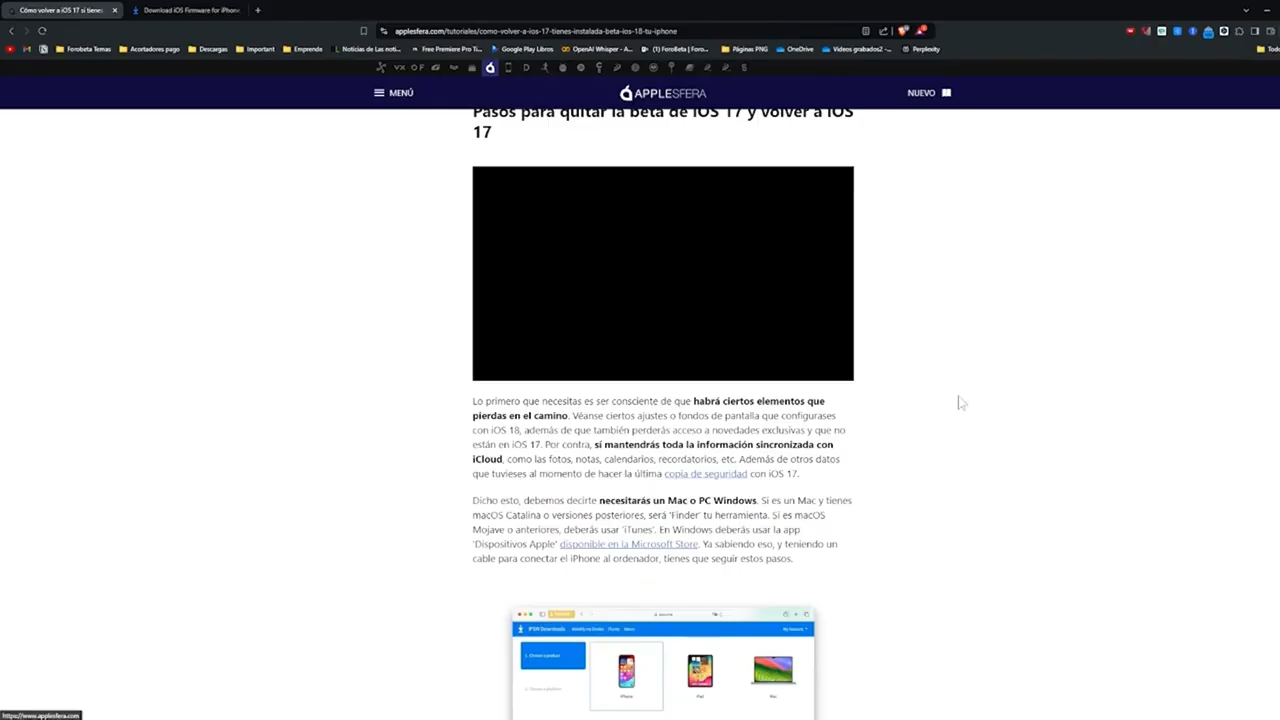 Cómo volver a iOS 17 si tienes
Download iOS Firmware for iPhone
applesfera.com/tutoriales/como-volver-a-ios-17-tienes-instalada-beta-ios-18-tu-iphone
Forobeta Temas
Acortadores pago
Descargas
Important
Emprende
Noticias de Las noti...
Free Premiere Pro Ti...
Google Play Libros
OpenAI Whisper - A...
(1) ForoBeta | Foro...
Páginas PNG
OneDrive
Videos grabados2 -...
Perplexity
Todo
MENÚ
APPLESFERA
NUEVO
Pasos para quitar la beta de iOS 17 y volver a iOS
17
Lo primero que necesitas es ser consciente de que habrá ciertos elementos que
pierdas en el camino. Véanse ciertos ajustes o fondos de pantalla que configurases
con iOS 18, además de que también perderás acceso a novedades exclusivas y que no
están en iOS 17. Por contra, sí mantendrás toda la información sincronizada con
iCloud, como las fotos, notas, calendarios, recordatorios, etc. Además de otros datos
que tuvieses al momento de hacer la última copia de seguridad con iOS 17.
Dicho esto, debemos decirte necesitarás un Mac o PC Windows. Si es un Mac y tienes
macOS Catalina o versiones posteriores, será 'Finder' tu herramienta. Si es macOS
Mojave o anteriores, deberás usar 'iTunes'. En Windows deberás usar la app
'Dispositivos Apple' disponible en la Microsoft Store. Ya sabiendo eso, y teniendo un
cable para conectar el iPhone al ordenador, tienes que seguir estos pasos.
IPSW Downloads
My Account
1. Choose a product
iPhone
iPad
Mac
https://www.applesfera.com